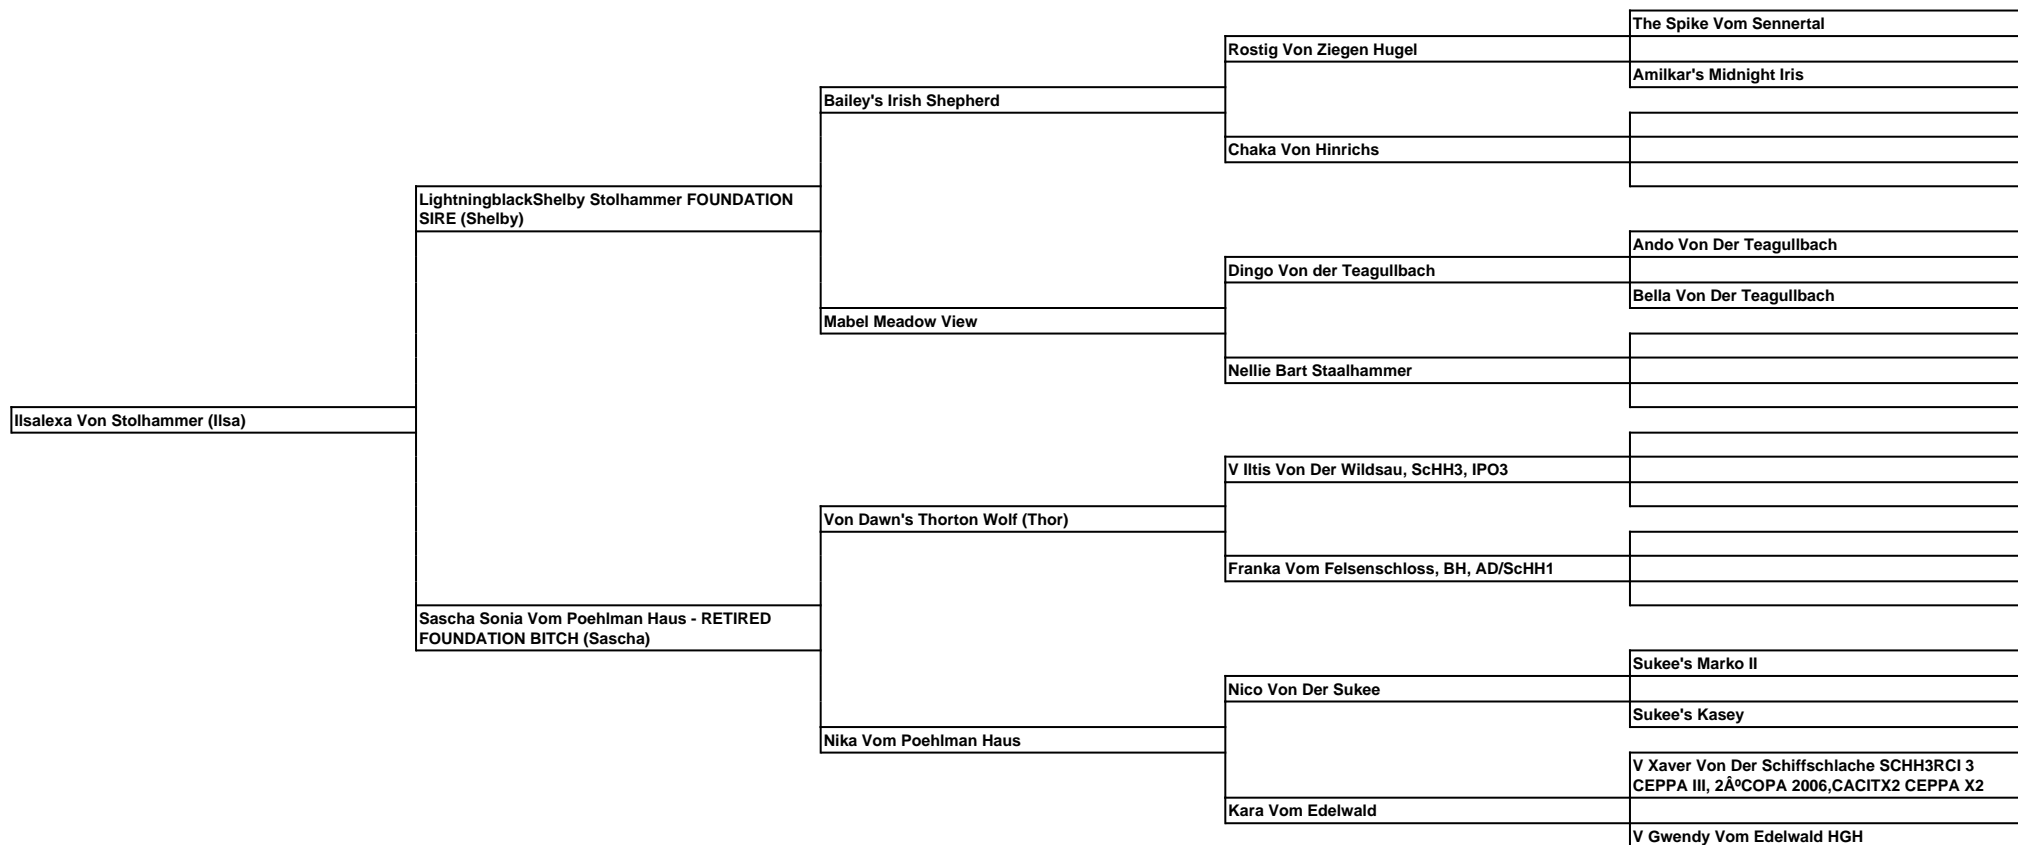 The Spike Vom Sennertal
Rostig Von Ziegen Hugel
Amilkar's Midnight Iris
Bailey's Irish Shepherd
Chaka Von Hinrichs
LightningblackShelby Stolhammer FOUNDATION
SIRE (Shelby)
Ando Von Der Teagullbach
Dingo Von der Teagullbach
Bella Von Der Teagullbach
Mabel Meadow View
Nellie Bart Staalhammer
Ilsalexa Von Stolhammer (Ilsa)
V Iltis Von Der Wildsau, ScHH3, IPO3
Von Dawn's Thorton Wolf (Thor)
Franka Vom Felsenschloss, BH, AD/ScHH1
Sascha Sonia Vom Poehlman Haus - RETIRED
FOUNDATION BITCH (Sascha)
Sukee's Marko II
Nico Von Der Sukee
Sukee's Kasey
Nika Vom Poehlman Haus
V Xaver Von Der Schiffschlache SCHH3RCI 3
CEPPA III, 2ÂºCOPA 2006,CACITX2 CEPPA X2
Kara Vom Edelwald
V Gwendy Vom Edelwald HGH